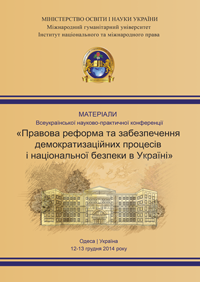 МІНІСТЕРСТВО ОСВІТИ І НАУКИ УКРАЇНИ
Міжнародний гуманітарний університет
Інститут національного та міжнародного права
МАТЕРІАЛИ
Всеукраїнської науково-практичної конференції
«Правова реформа та забезпечення
демократизаційних процесів
і національної безпеки в Україні»
Одеса | Україна
12-13 грудня 2014 року